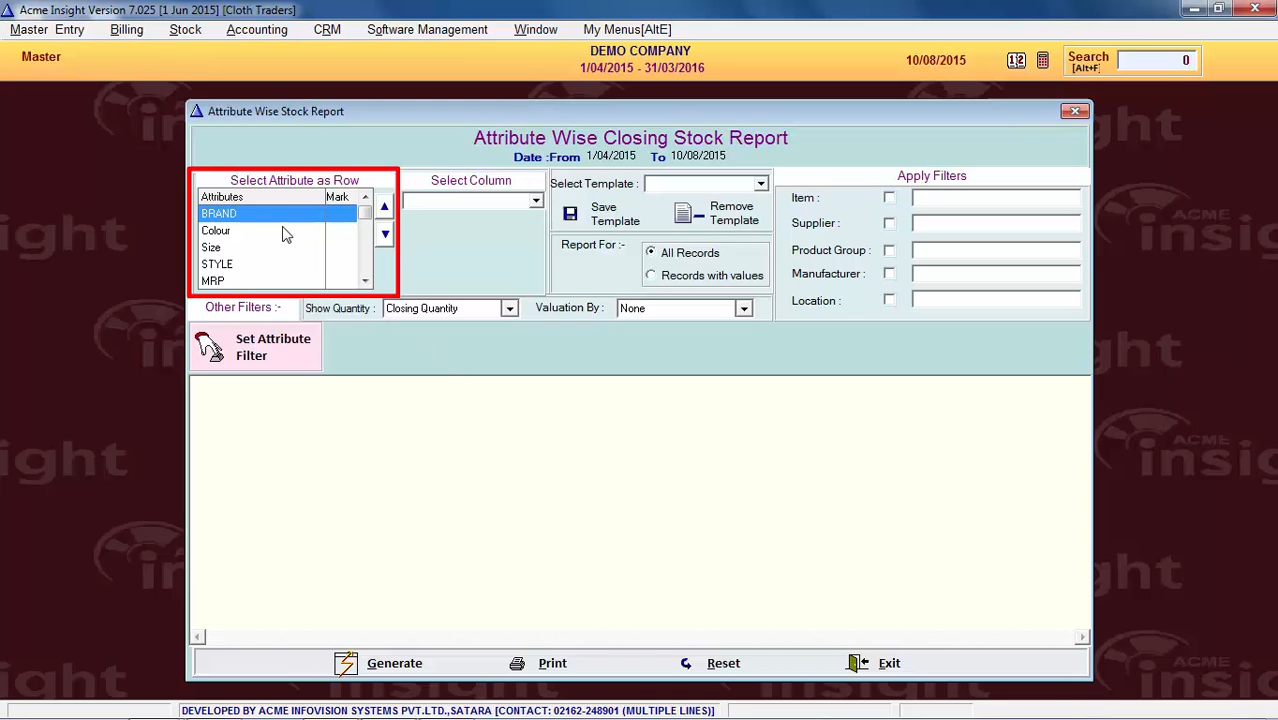 Acme Insight Version 7.025 [1 Jun 2015] [Cloth Traders]
Master Entry Billing Stock Accounting CRM Software Management Window My Menus[AltE]
Master
DEMO COMPANY
1/04/2015 - 31/03/2016
10/08/2015
12
Search
[Alt+F]
0
Attribute Wise Stock Report
Attribute Wise Closing Stock Report
Date :From 1/04/2015 To 10/08/2015
Select Attribute as Row
Attributes Mark
BRAND
Colour
Size
STYLE
MRP
Select Column
Select Template :
Save Template
Remove Template
Report For :-
All Records
Records with values
Apply Filters
Item :
Supplier :
Product Group :
Manufacturer :
Location :
Other Filters :-
Show Quantity : Closing Quantity
Valuation By : None
Set Attribute
Filter
Generate Print Reset Exit
DEVELOPED BY ACME INFOVISION SYSTEMS PVT.LTD.,SATARA [CONTACT: 02162-248901 (MULTIPLE LINES)]
ACME
insight